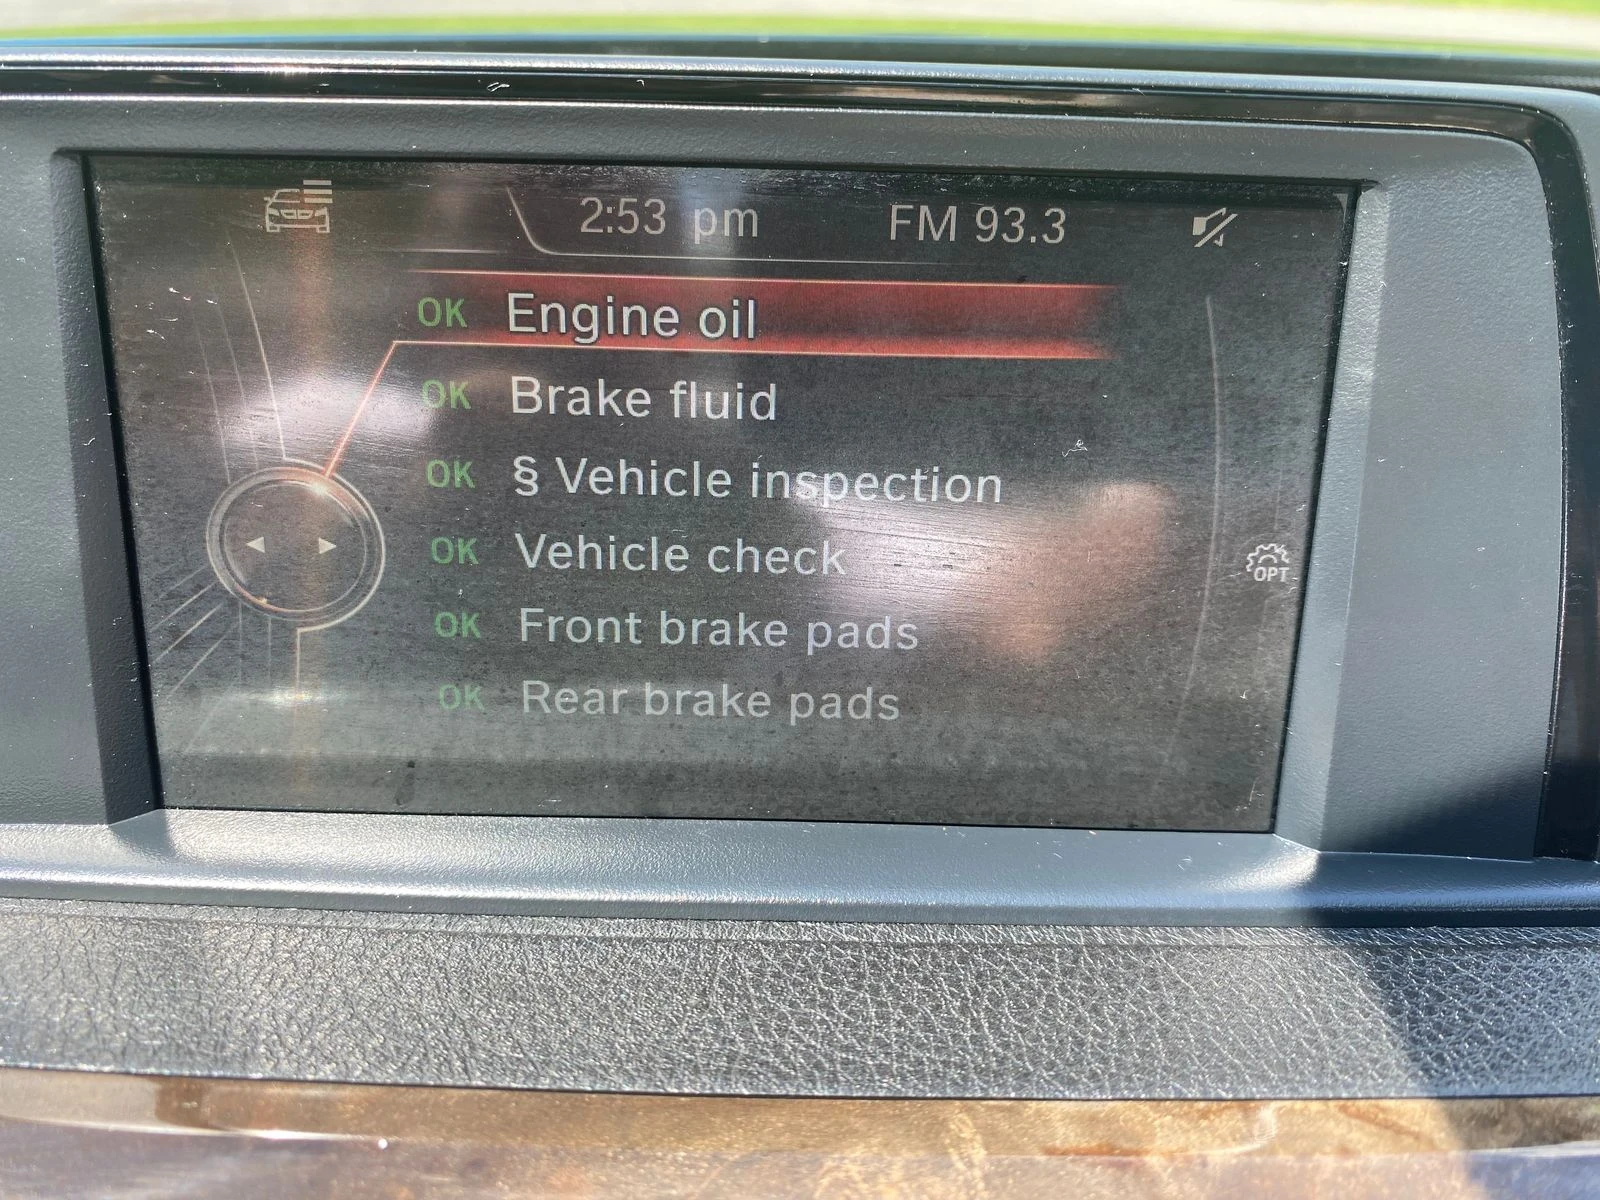 2:53 pm FM 93.3
OK Engine oil
OK Brake fluid
OK § Vehicle inspection
OK Vehicle check
OK Front brake pads
OK Rear brake pads
OPT